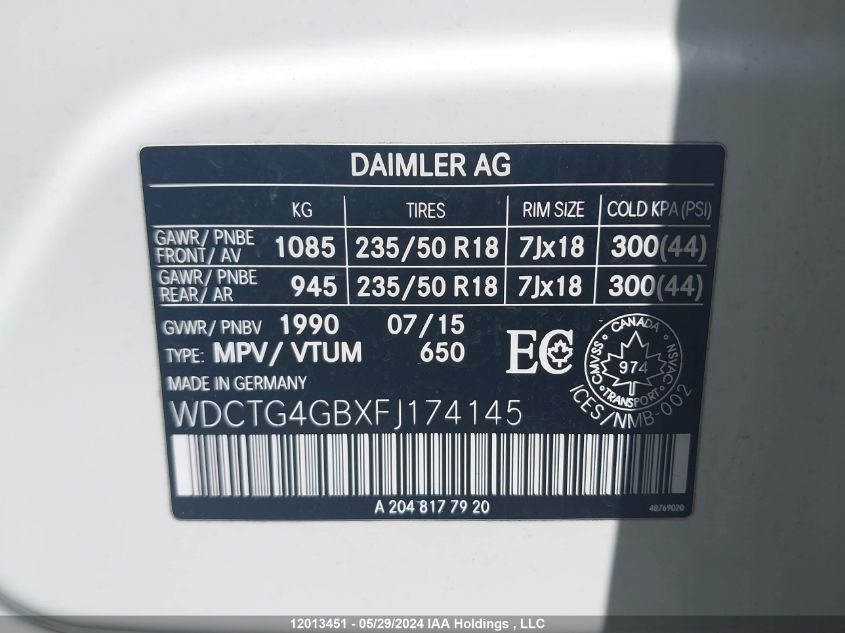 DAIMLER AG
KG TIRES RIM SIZE COLD KPA (PSI)
GAWR/ PNBE FRONT/ AV 1085 235/50 R18 7Jx18 300(44)
GAWR/ PNBE REAR/ AR 945 235/50 R18 7Jx18 300(44)
GVWR/ PNBV 1990 07/15
TYPE: MPV/ VTUM 650
EC
CANADA CMVSS NSVAC 974 TRANSPORT
ICES/NMB-002
MADE IN GERMANY
WDCTG4GBXFJ174145
A 204 817 79 20
48769020
12013451 - 05/29/2024 IAA Holdings , LLC